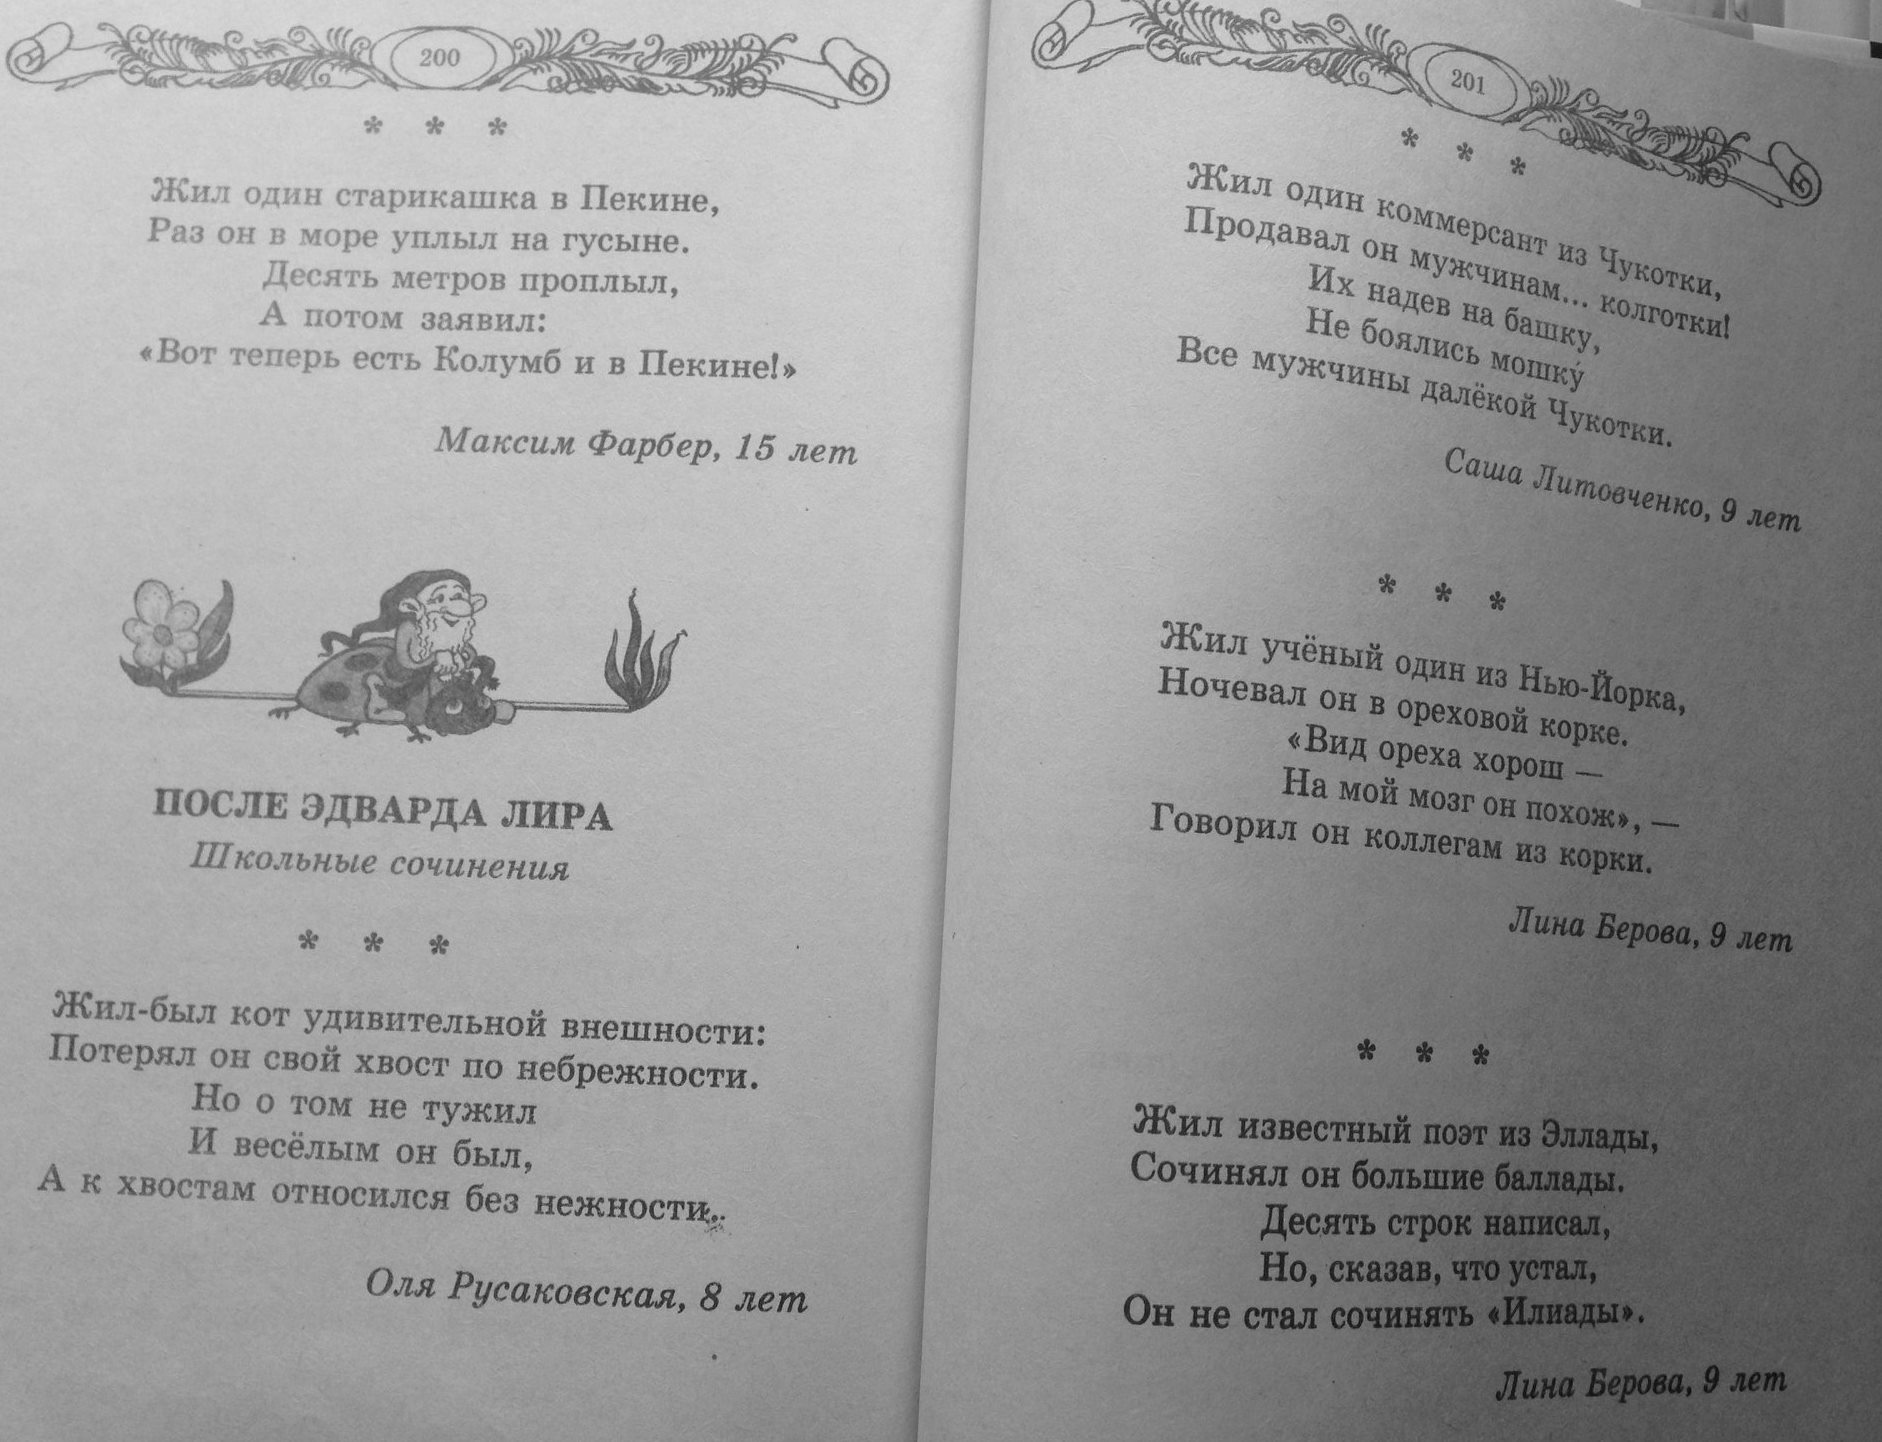 200
* * *
Жил один старикашка в Пекине,
Раз он в море уплыл на гусыне.
Десять метров проплыл,
А потом заявил:
«Вот теперь есть Колумб и в Пекине!»
Максим Фарбер, 15 лет
ПОСЛЕ ЭДВАРДА ЛИРА
Школьные сочинения
* * *
Жил-был кот удивительной внешности:
Потерял он свой хвост по небрежности.
Но о том не тужил
И весёлым он был,
А к хвостам относился без нежности.
Оля Русаковская, 8 лет
201
* * *
Жил один коммерсант из Чукотки,
Продавал он мужчинам... колготки!
Их надев на башку,
Не боялись мошку́
Все мужчины далёкой Чукотки.
Саша Литовченко, 9 лет
* * *
Жил учёный один из Нью-Йорка,
Ночевал он в ореховой корке.
«Вид ореха хорош —
На мой мозг он похож», —
Говорил он коллегам из корки.
Лина Берова, 9 лет
* * *
Жил известный поэт из Эллады,
Сочинял он большие баллады.
Десять строк написал,
Но, сказав, что устал,
Он не стал сочинять «Илиады».
Лина Берова, 9 лет